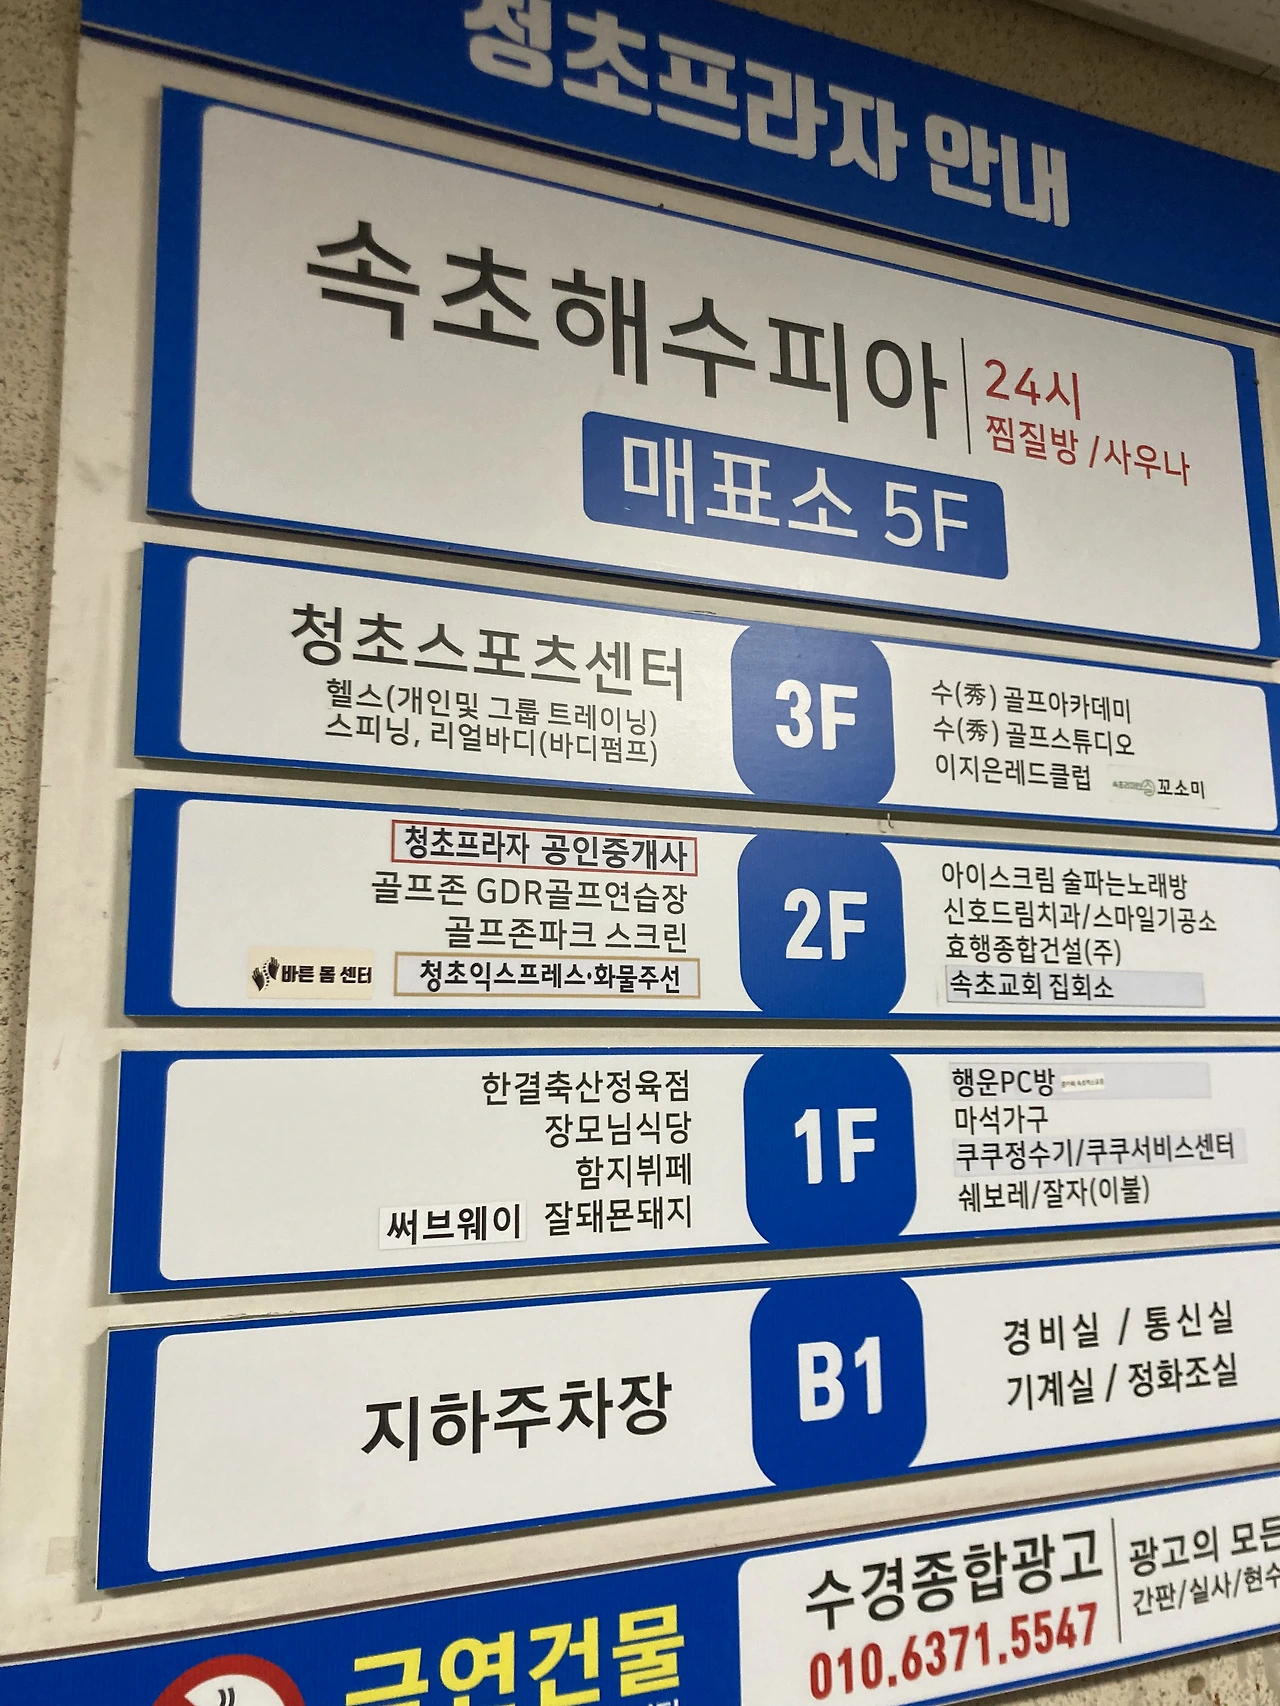 청초프라자 안내
속초해수피아
24시
찜질방 /사우나
매표소 5F
청초스포츠센터
헬스(개인및 그룹 트레이닝)
스피닝, 리얼바디(바디펌프)
3F
수(秀) 골프아카데미
수(秀) 골프스튜디오
이지은레드클럽
꼬소미
청초프라자 공인중개사
골프존 GDR골프연습장
골프존파크 스크린
바른 몸 센터 청초익스프레스·화물주선
2F
아이스크림 술파는노래방
신호드림치과/스마일기공소
효행종합건설(주)
속초교회 집회소
한결축산정육점
장모님식당
함지뷔페
써브웨이 잘돼묜돼지
1F
행운PC방
마석가구
쿠쿠정수기/쿠쿠서비스센터
쉐보레/잘자(이불)
지하주차장
B1
경비실 / 통신실
기계실 / 정화조실
금연건물
수경종합광고
010.6371.5547
광고의 모든
간판/실사/현수